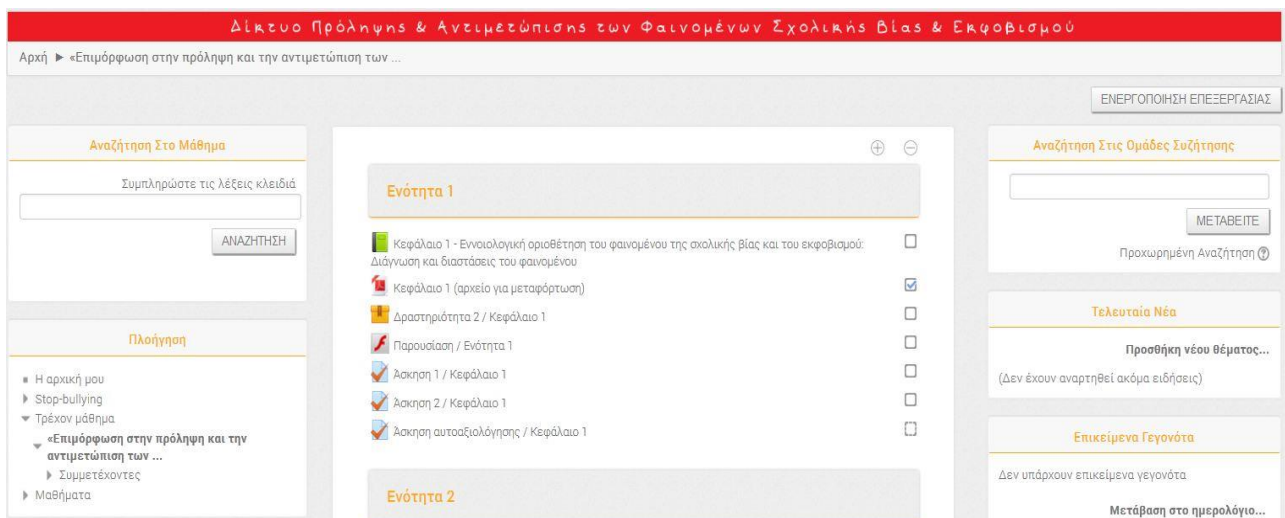 Δίκτυο Πρόληψης & Αντιμετώπισης των Φαινομένων Σχολικής Βίας & Εκφοβισμού
Αρχή ► «Επιμόρφωση στην πρόληψη και την αντιμετώπιση των ...
ΕΝΕΡΓΟΠΟΙΗΣΗ ΕΠΕΞΕΡΓΑΣΙΑΣ
Αναζήτηση Στο Μάθημα
Συμπληρώστε τις λέξεις κλειδιά
ΑΝΑΖΗΤΗΣΗ
Πλοήγηση
Η αρχική μου
Stop-bullying
Τρέχον μάθημα
«Επιμόρφωση στην πρόληψη και την
αντιμετώπιση των ...
Συμμετέχοντες
Μαθήματα
Ενότητα 1
Κεφάλαιο 1 - Εννοιολογική οριοθέτηση του φαινομένου της σχολικής βίας και του εκφοβισμού:
Διάγνωση και διαστάσεις του φαινομένου
Κεφάλαιο 1 (αρχείο για μεταφόρτωση)
Δραστηριότητα 2 / Κεφάλαιο 1
Παρουσίαση / Ενότητα 1
Άσκηση 1 / Κεφάλαιο 1
Άσκηση 2 / Κεφάλαιο 1
Άσκηση αυτοαξιολόγησης / Κεφάλαιο 1
Ενότητα 2
Αναζήτηση Στις Ομάδες Συζήτησης
ΜΕΤΑΒΕΙΤΕ
Προχωρημένη Αναζήτηση
Τελευταία Νέα
Προσθήκη νέου θέματος...
(Δεν έχουν αναρτηθεί ακόμα ειδήσεις)
Επικείμενα Γεγονότα
Δεν υπάρχουν επικείμενα γεγονότα
Μετάβαση στο ημερολόγιο...